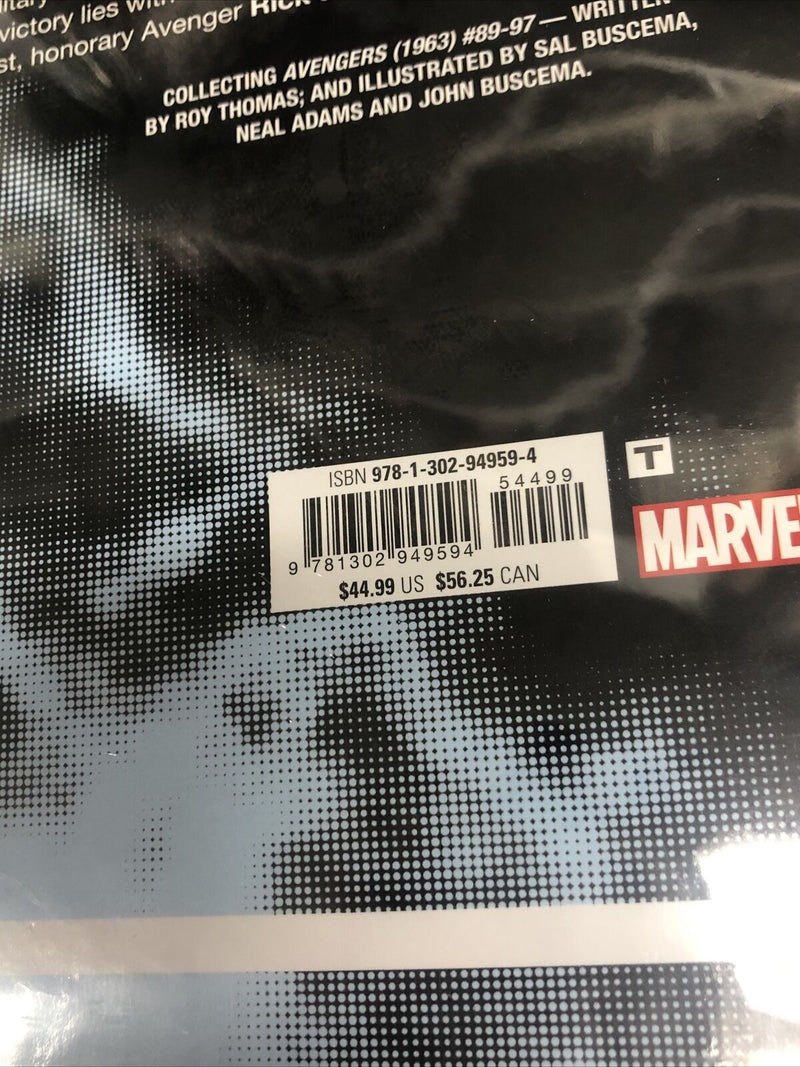 victory lies
st, honorary Avenger RICK
COLLECTING AVENGERS (1963) #89-97 — WRITTEN
BY ROY THOMAS; AND ILLUSTRATED BY SAL BUSCEMA,
NEAL ADAMS AND JOHN BUSCEMA.
ISBN 978-1-302-94959-4
54499
9 781302 949594
$44.99 US $56.25 CAN
T
MARVE